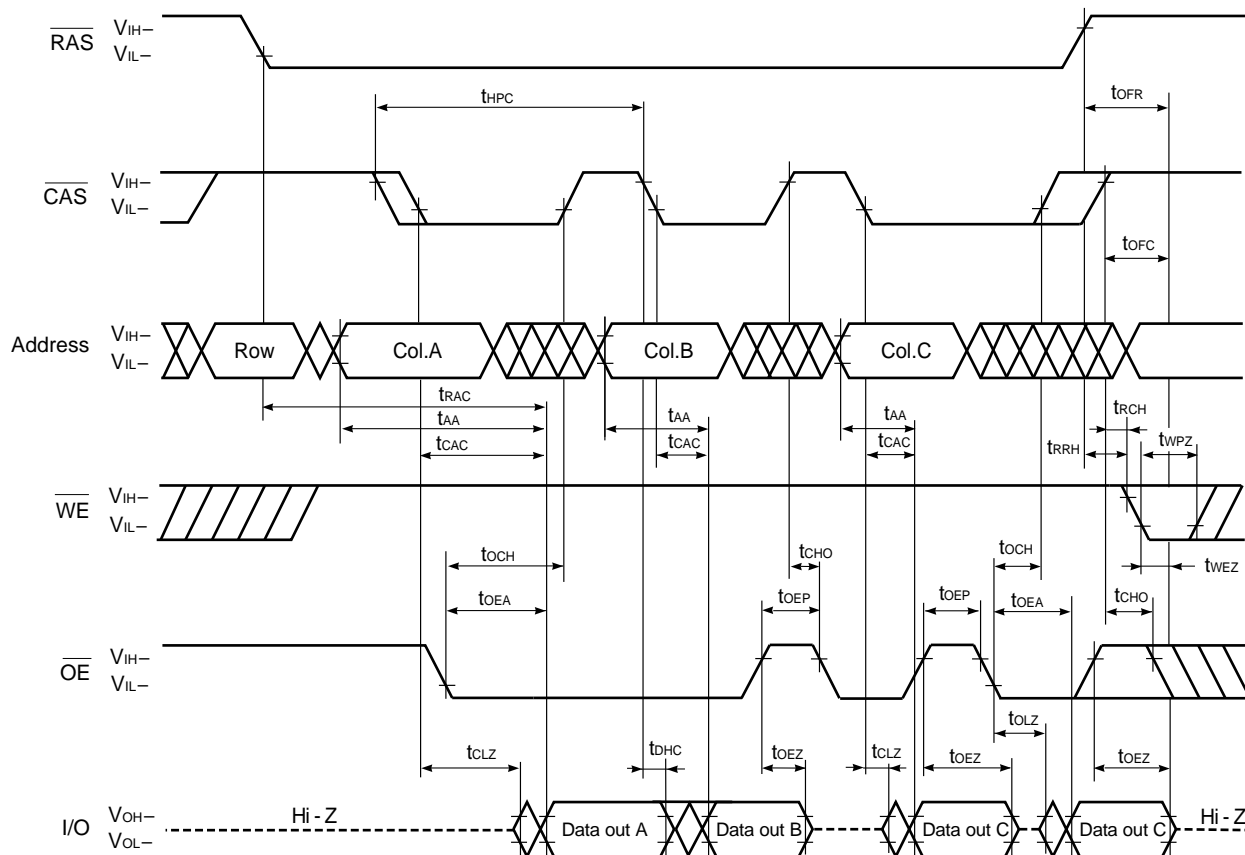 RAS VIH– VIL–
tHPC tOFR
CAS VIH– VIL–
tOFC
Address VIH– VIL– Row Col.A Col.B Col.C
tRAC
tAA tAA tAA tRCH
tCAC tCAC tCAC tRRH tWPZ
WE VIH– VIL–
tOCH tCHO tOCH tWEZ
tOEA tOEP tOEP tOEA tCHO
OE VIH– VIL–
tOLZ
tCLZ tDHC tOEZ tCLZ tOEZ tOEZ
I/O VOH– VOL– Hi - Z Data out A Data out B Data out C Data out C Hi - Z